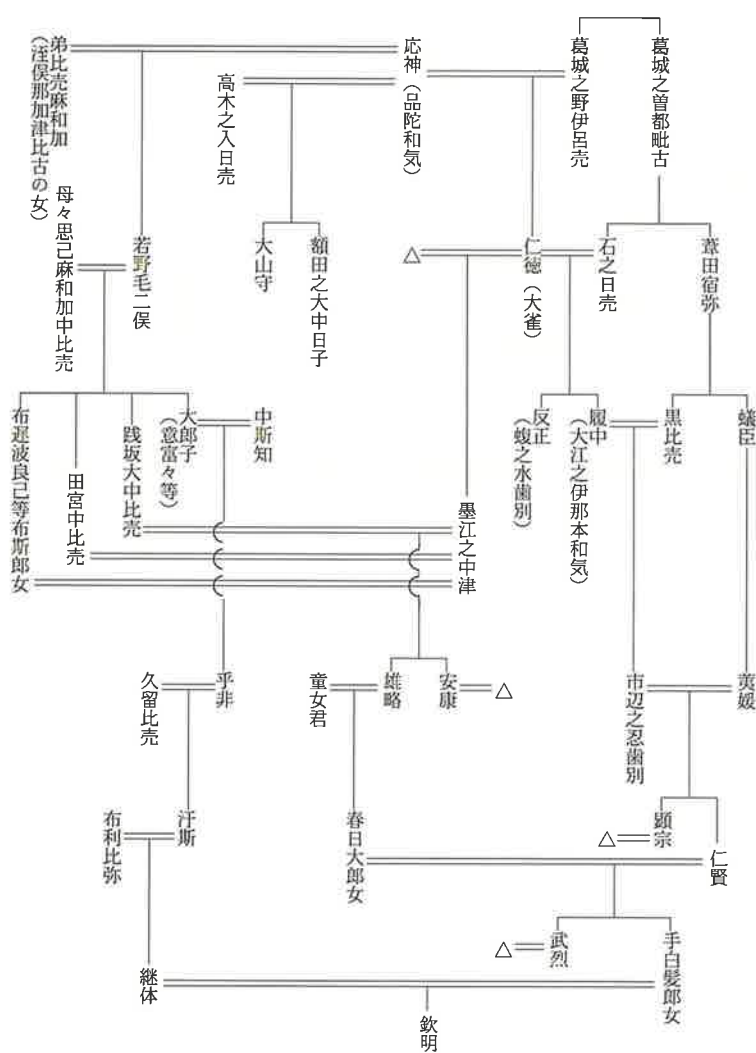 葛城之曽都毗古
葛城之野伊呂売
応神（品陀和気）
高木之入日売
弟比売麻和加
（洷俣那加津比古の女）
葦田宿弥
石之日売
仁徳（大雀）
△
額田之大中日子
大山守
若野毛二俣
母々思己麻和加中比売
蟻臣
黒比売
履中
（大江之伊那本和気）
反正
（蝮之水歯別）
墨江之中津
中斯知
大郎子
（意富々等）
践坂大中比売
田宮中比売
布遅波良己等布斯郎女
荑媛
市辺之忍歯別
△
安康
雄略
童女君
乎非
久留比売
仁賢
顕宗
△
春日大郎女
汙斯
布利比弥
手白髪郎女
武烈
△
継体
欽明